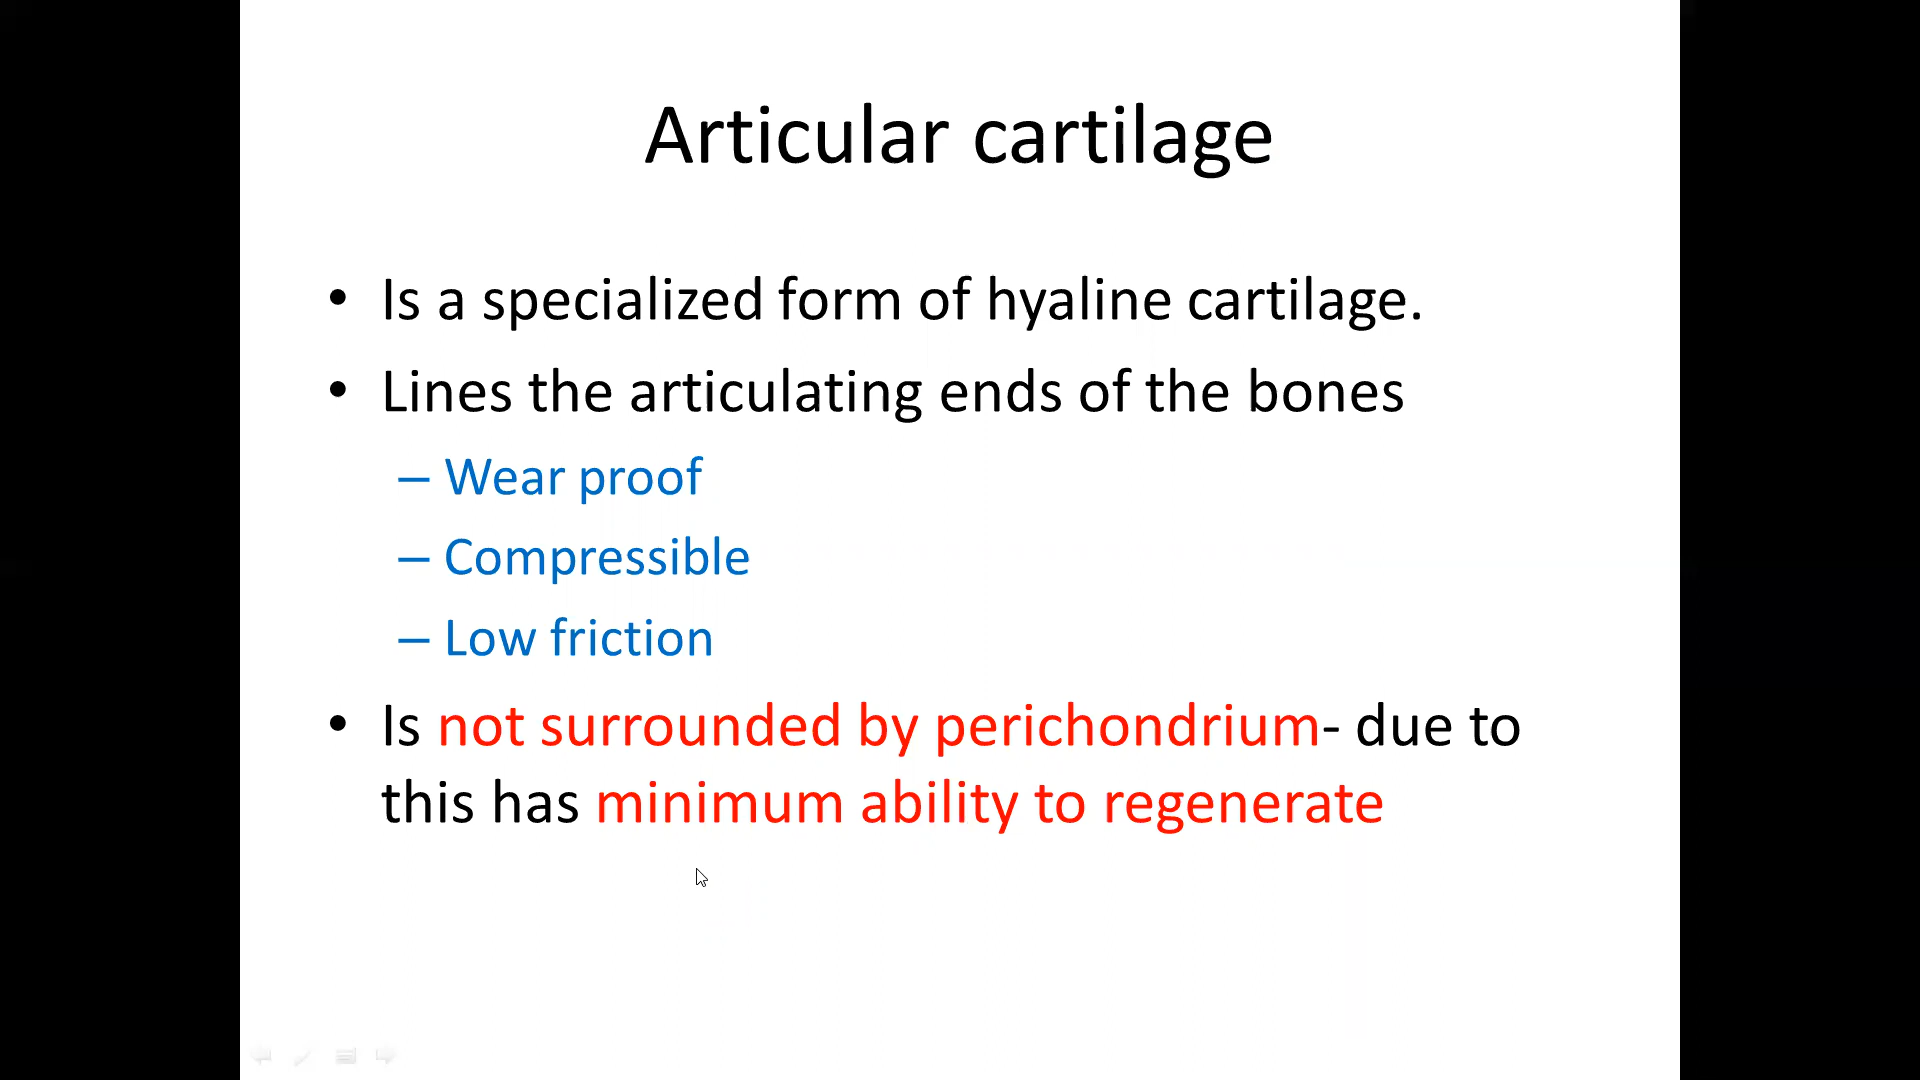 Articular cartilage
• Is a specialized form of hyaline cartilage.
• Lines the articulating ends of the bones
– Wear proof
– Compressible
– Low friction
• Is not surrounded by perichondrium- due to
this has minimum ability to regenerate